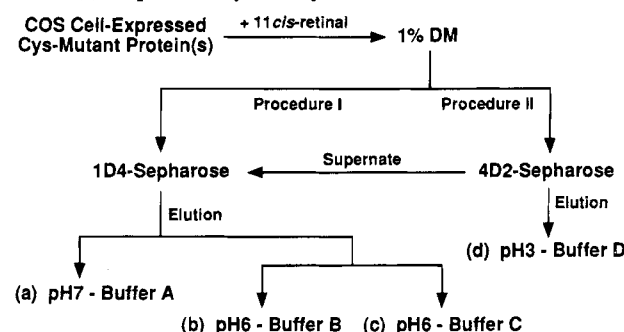 COS Cell-Expressed
Cys-Mutant Protein(s)
+ 11cis-retinal
1% DM
Procedure I
Procedure II
1D4-Sepharose
Supernate
4D2-Sepharose
Elution
Elution
(a) pH7 - Buffer A
(d) pH3 - Buffer D
(b) pH6 - Buffer B
(c) pH6 - Buffer C